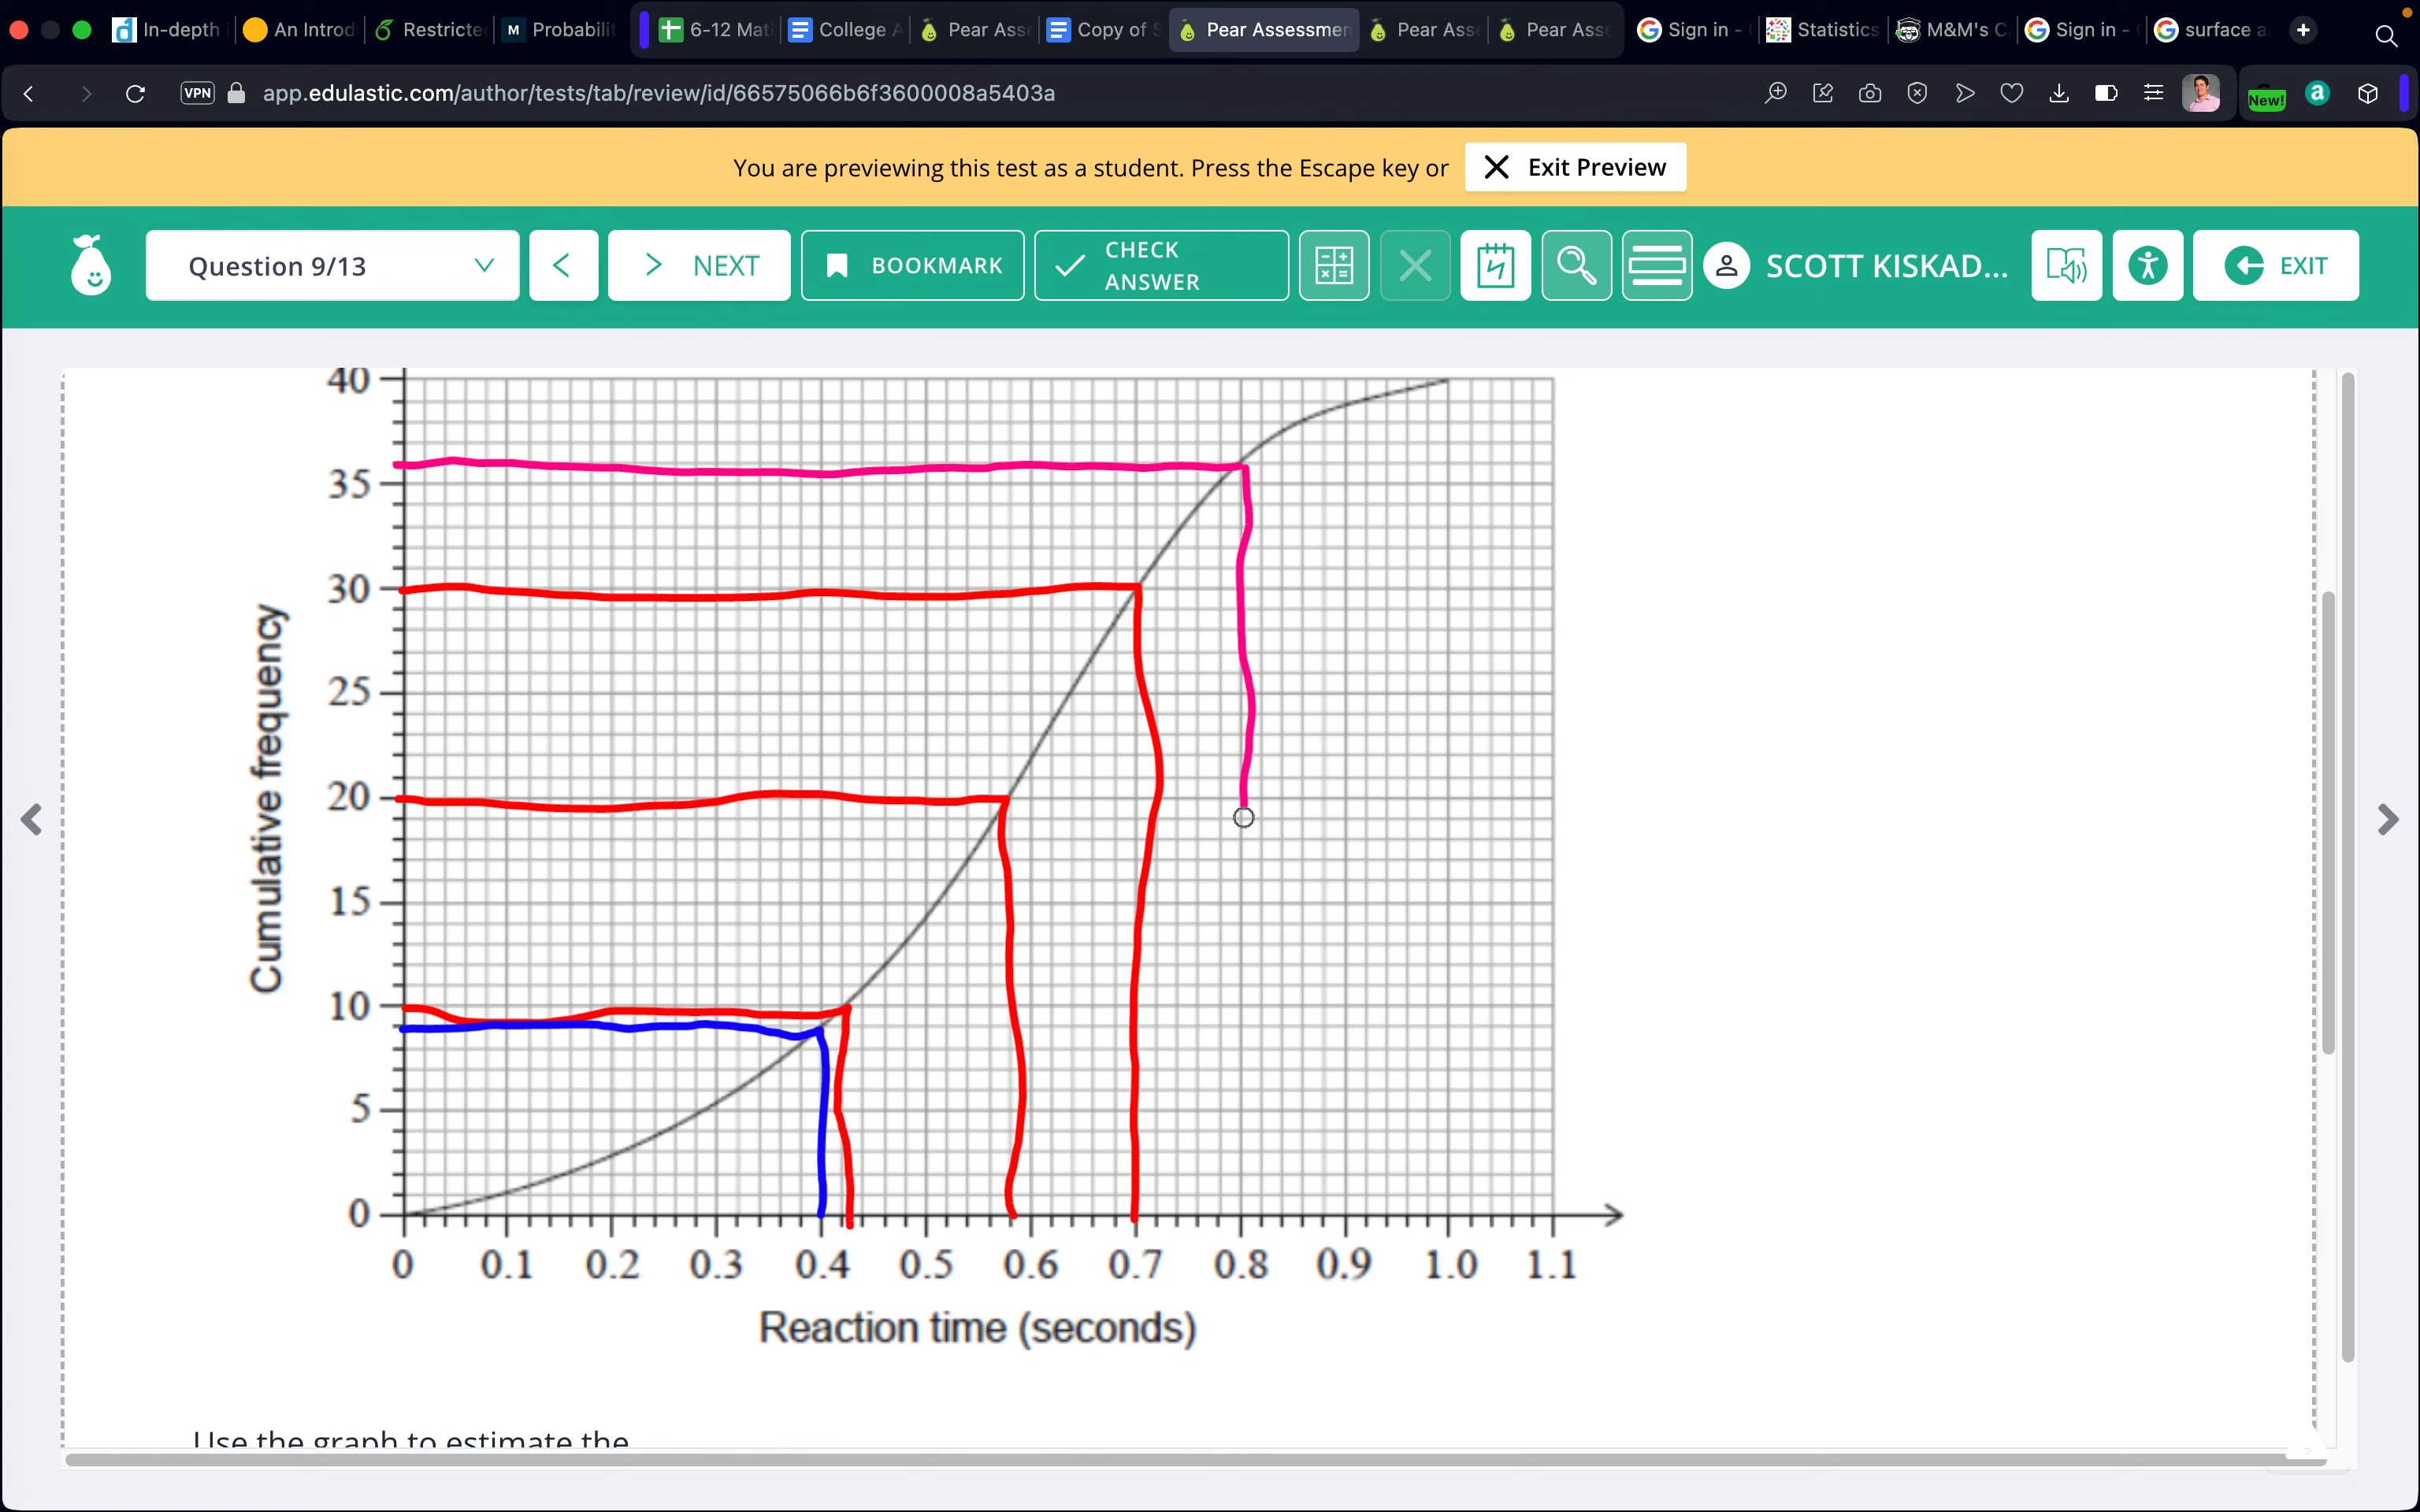 In-depth An Introd Restricte M Probabilit 6-12 Mat College A Pear Asse Copy of S Pear Assessmen Pear Asse Pear Asse Sign in - Statistics M&M's C Sign in - surface a
VPN app.edulastic.com/author/tests/tab/review/id/66575066b6f3600008a5403a New! a
You are previewing this test as a student. Press the Escape key or Exit Preview
Question 9/13 NEXT BOOKMARK CHECK ANSWER SCOTT KISKAD... EXIT
40
35
30
25
20
15
10
5
0
Cumulative frequency
0 0.1 0.2 0.3 0.4 0.5 0.6 0.7 0.8 0.9 1.0 1.1
Reaction time (seconds)
Use the graph to estimate the